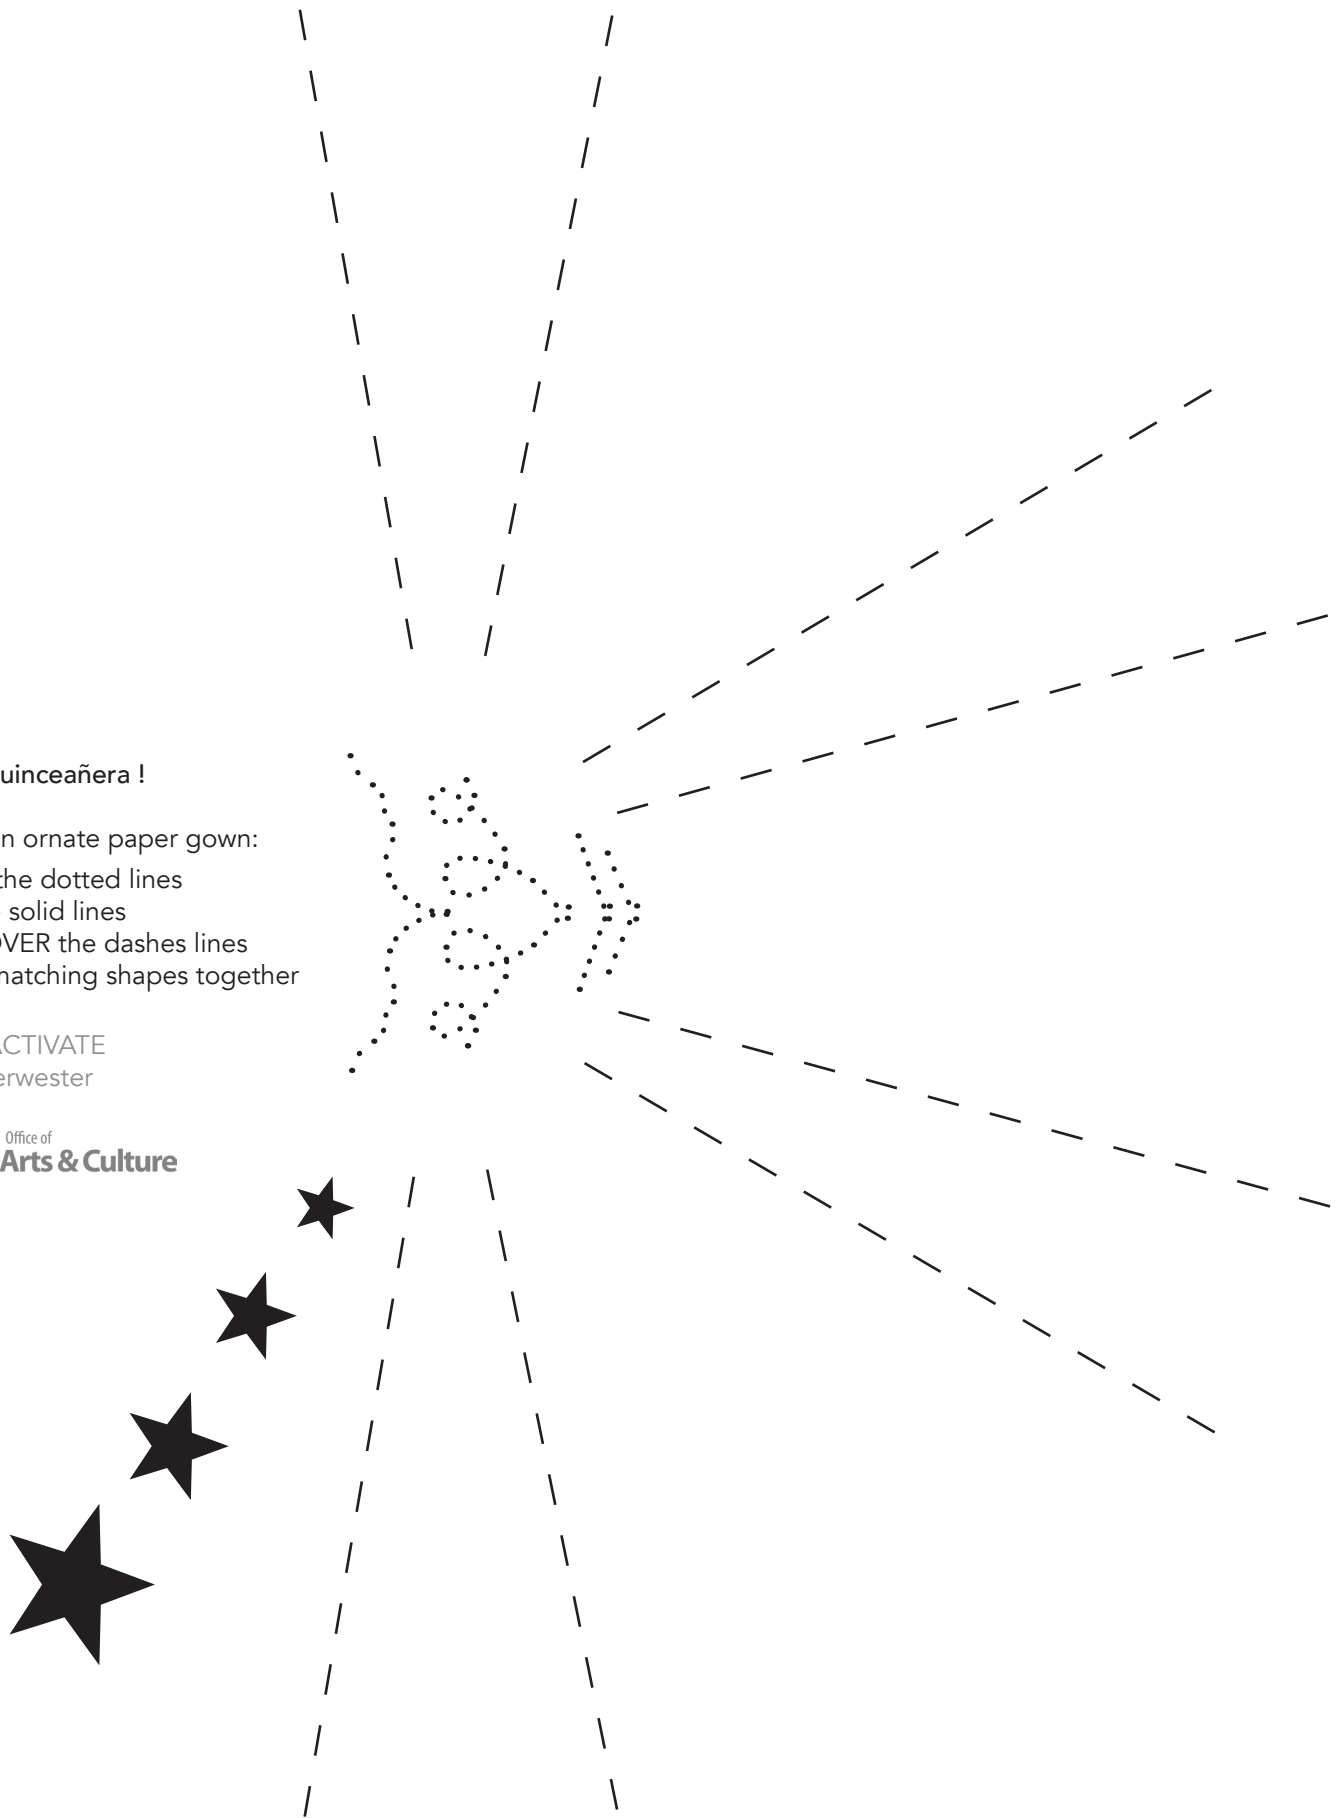 uinceañera !
n ornate paper gown:
the dotted lines
solid lines
OVER the dashes lines
matching shapes together
ACTIVATE
erwester
Office of
Arts & Culture